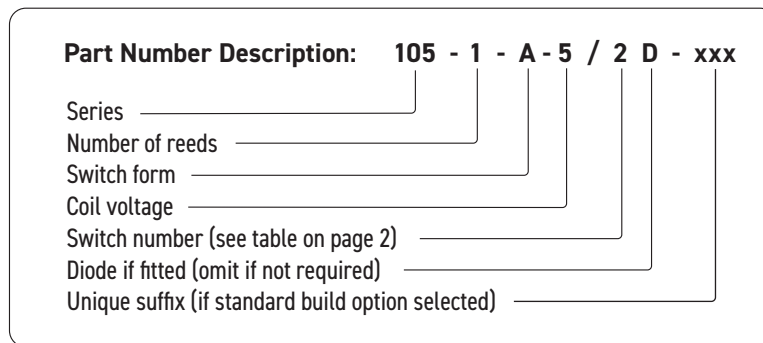 Part Number Description: 105 - 1 - A - 5 / 2 D - xxx
Series
Number of reeds
Switch form
Coil voltage
Switch number (see table on page 2)
Diode if fitted (omit if not required)
Unique suffix (if standard build option selected)